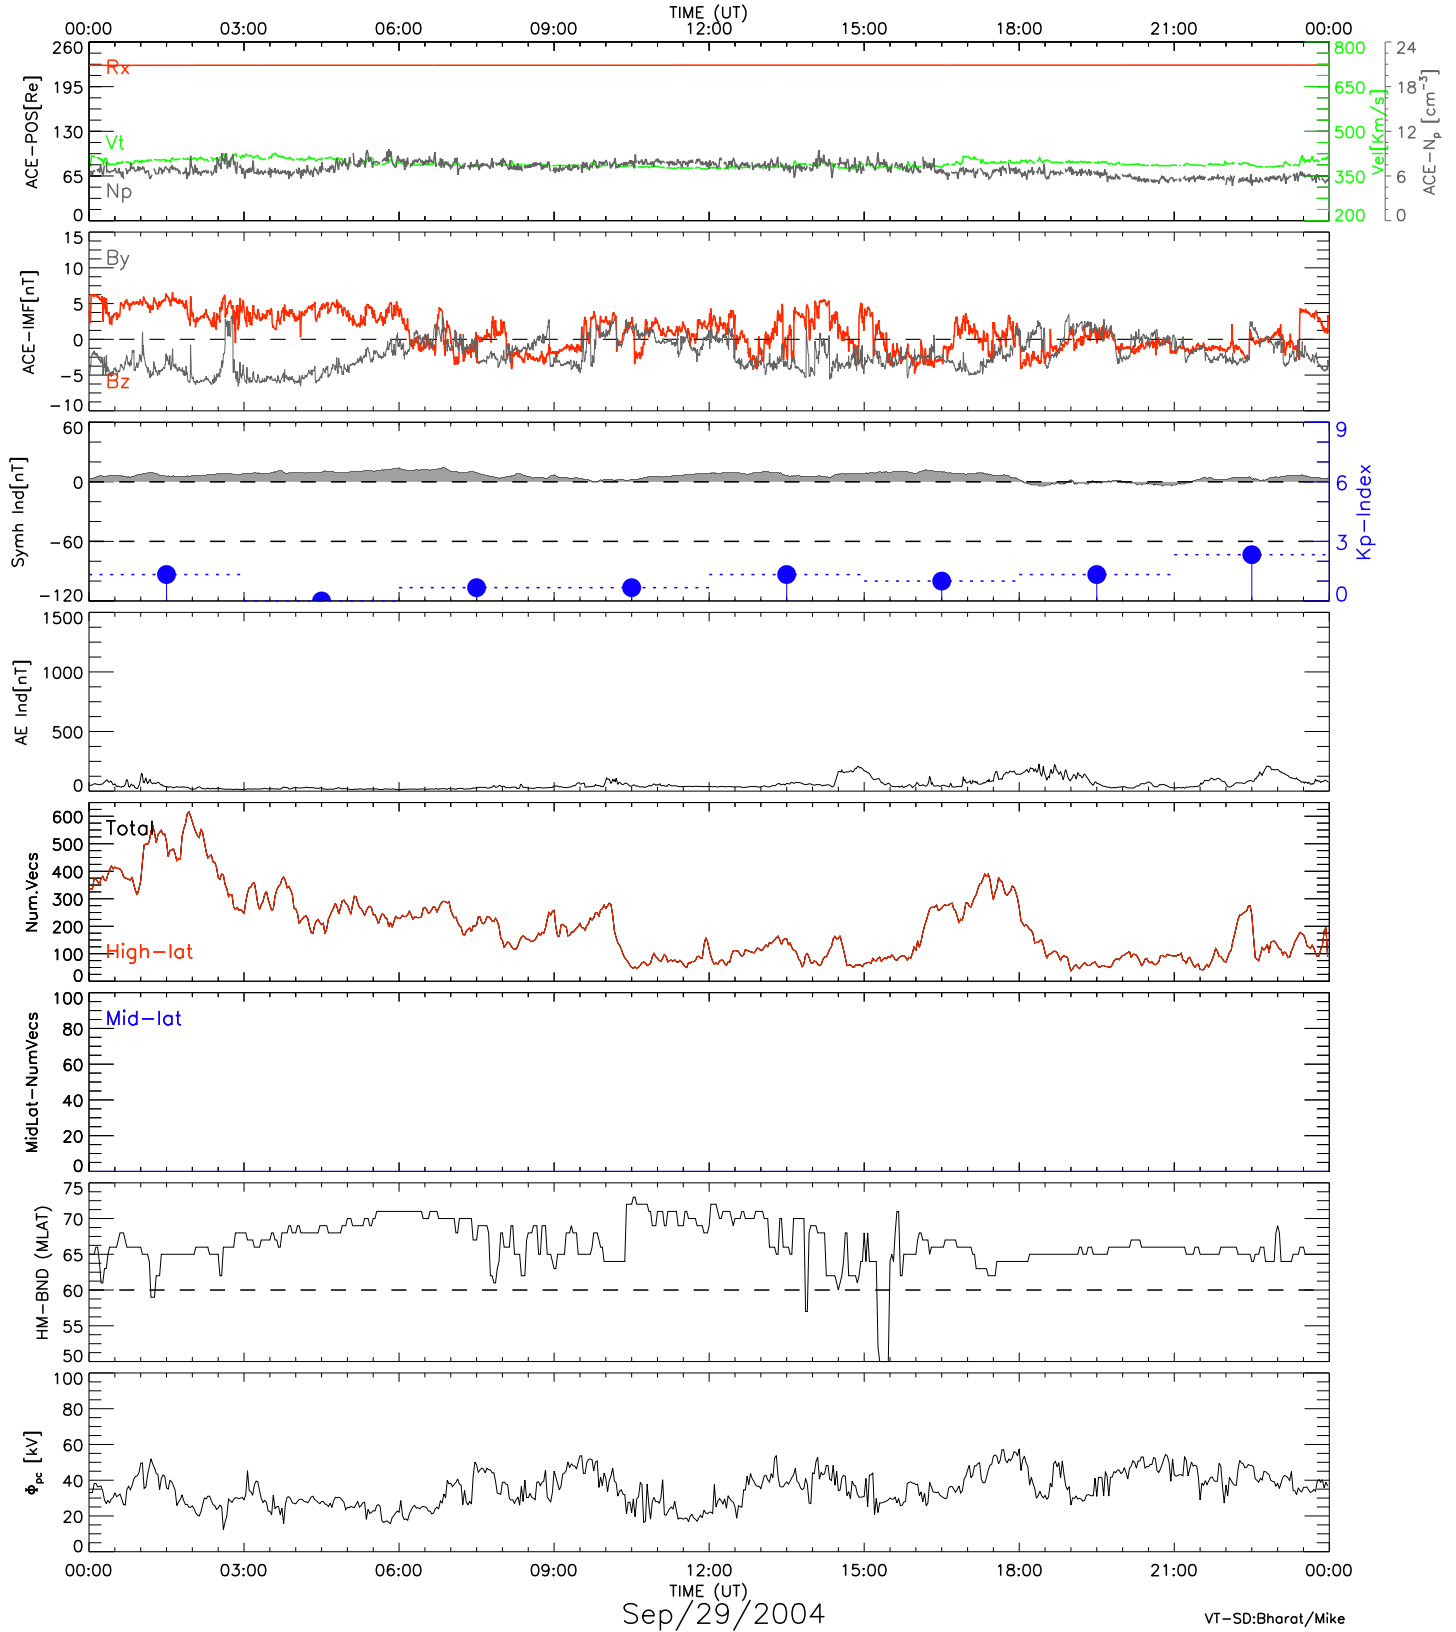 TIME (UT)
00:00 03:00 06:00 09:00 12:00 15:00 18:00 21:00 00:00
ACE-POS[Re]
260
195
130
65
0
Rx
Vt
Np
800
650
500
350
200
Vel[Km/s]
24
18
12
6
0
ACE-Np [cm-3]
ACE-IMF[nT]
15
10
5
0
-5
-10
By
Bz
Symh Ind[nT]
60
0
-60
-120
9
6
3
0
Kp-Index
AE Ind[nT]
1500
1000
500
0
Num.Vecs
600
500
400
300
200
100
0
Total
High-lat
MidLat-NumVecs
100
80
60
40
20
0
Mid-lat
HM-BND (MLAT)
75
70
65
60
55
50
Φpc [kV]
100
80
60
40
20
0
00:00 03:00 06:00 09:00 12:00 15:00 18:00 21:00 00:00
TIME (UT)
Sep/29/2004
VT-SD:Bharat/Mike